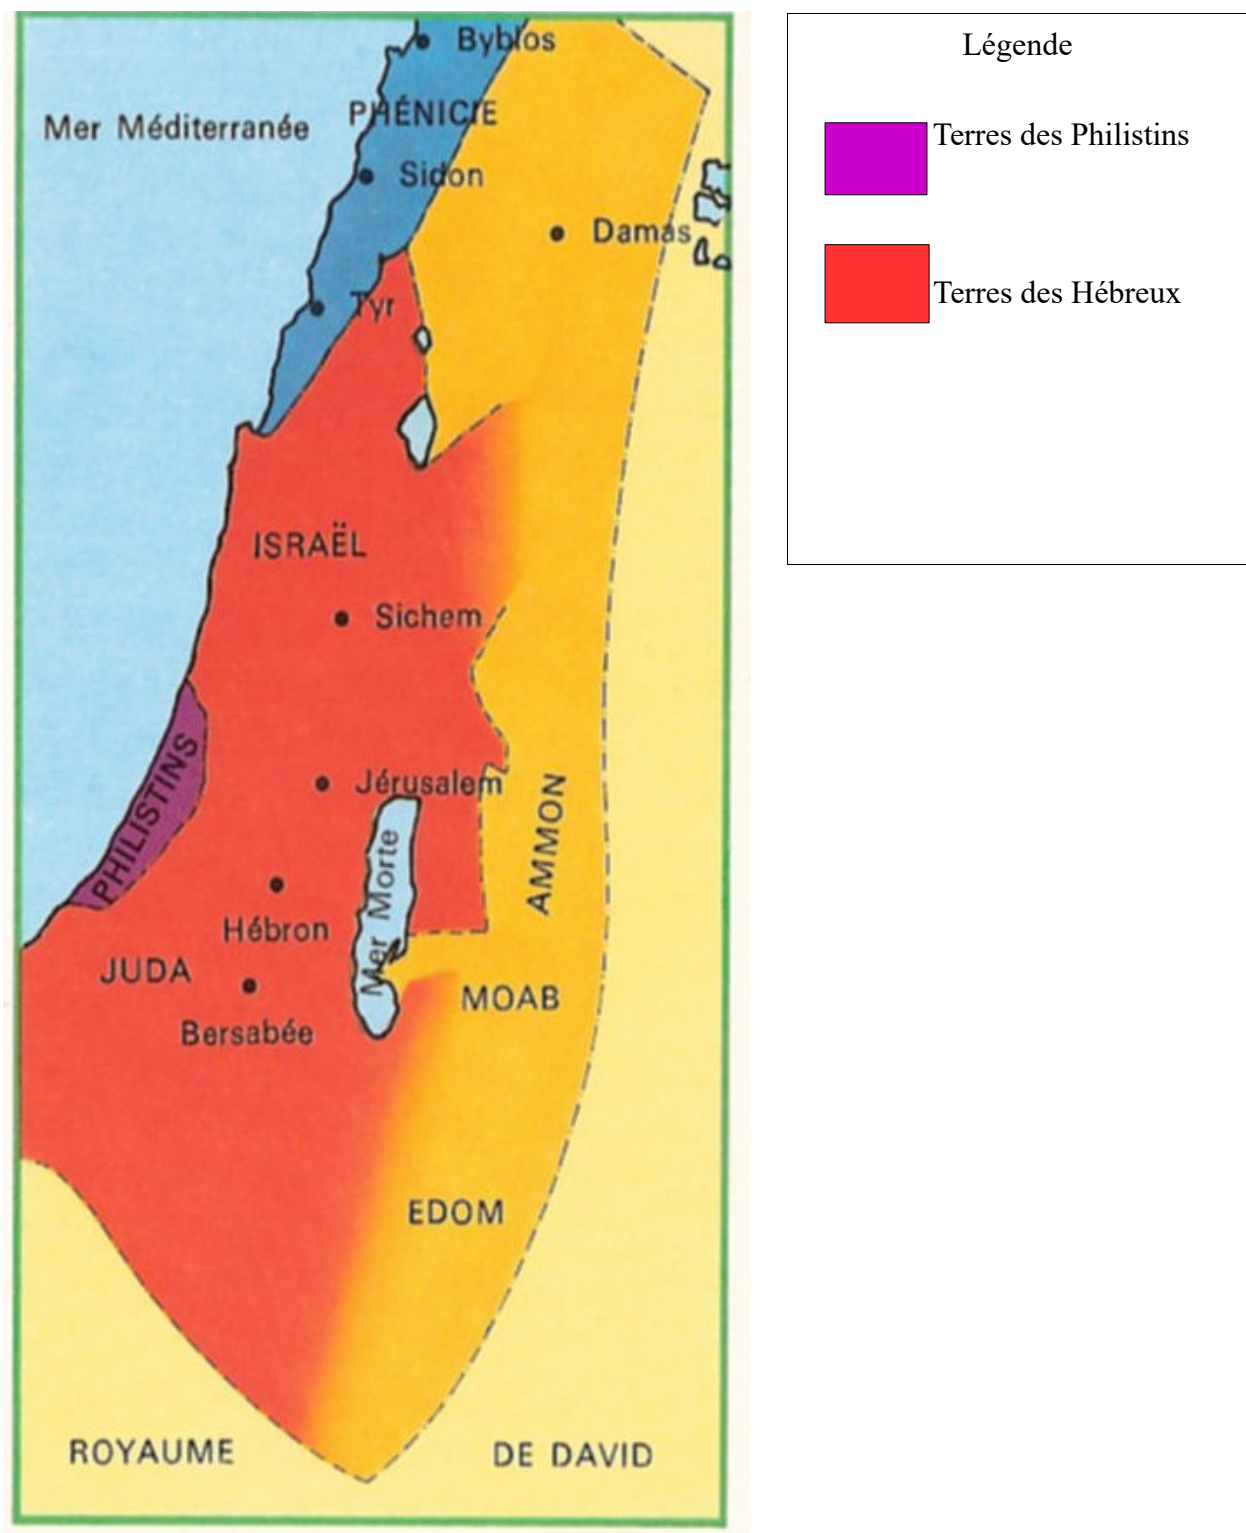 Byblos
PHÉNICIE
Mer Méditerranée
Sidon
Damas
Tyr
ISRAËL
Sichem
PHILISTINS
Jérusalem
AMMON
Mer Morte
Hébron
JUDA
MOAB
Bersabée
EDOM
ROYAUME DE DAVID
Légende
Terres des Philistins
Terres des Hébreux